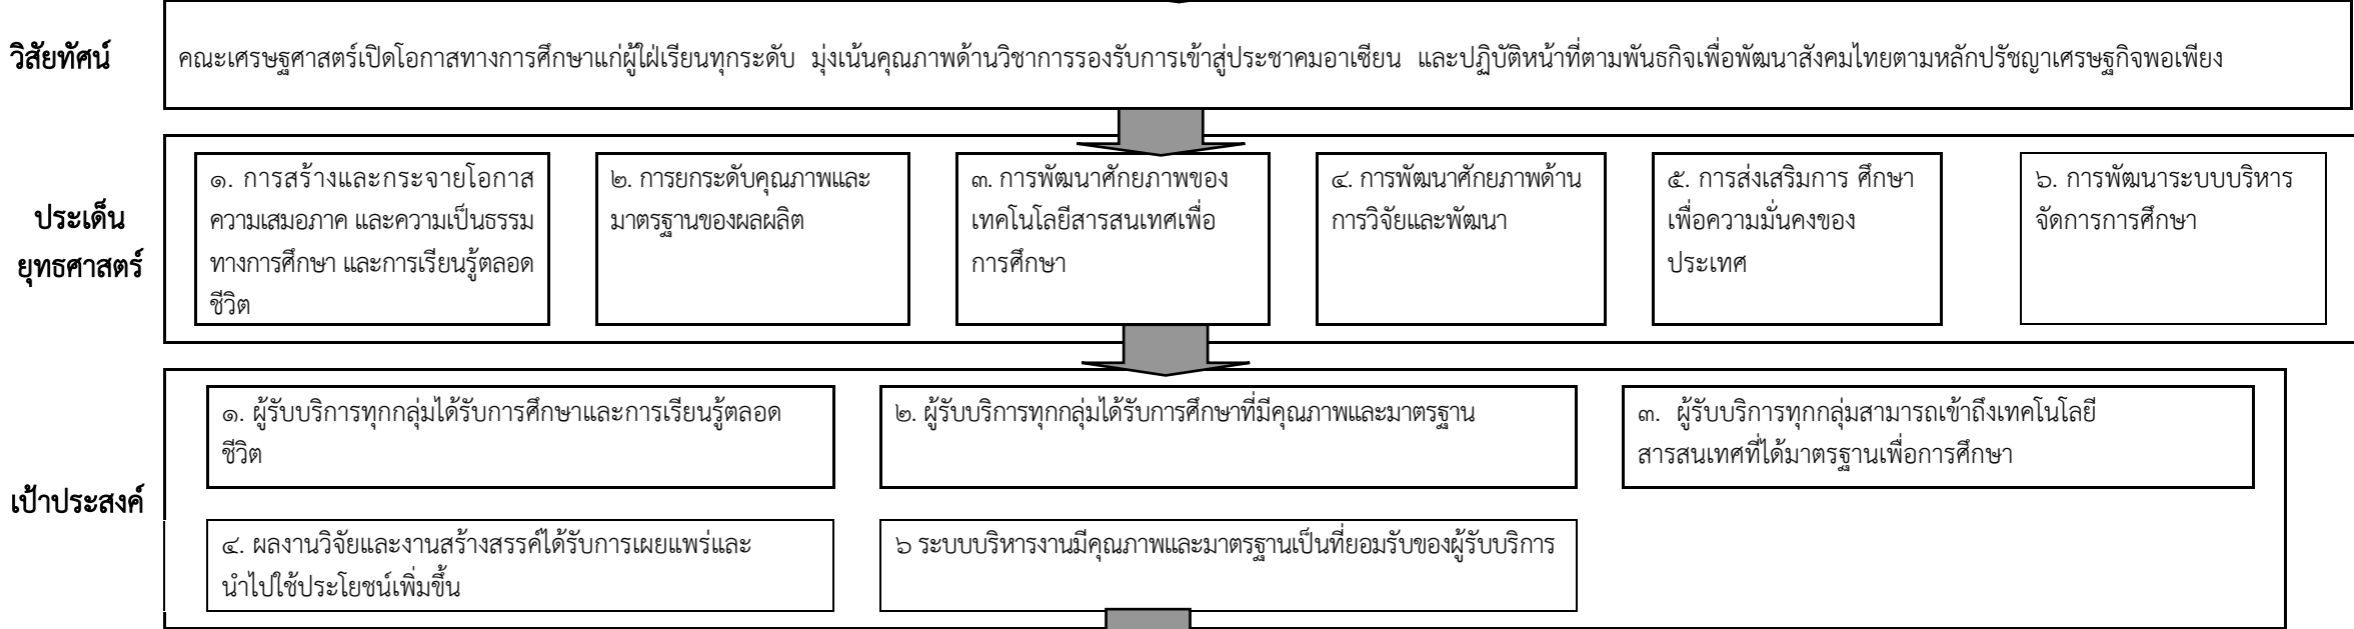 วิสัยทัศน์
คณะเศรษฐศาสตร์เปิดโอกาสทางการศึกษาแก่ผู้ใฝ่เรียนทุกระดับ มุ่งเน้นคุณภาพด้านวิชาการรองรับการเข้าสู่ประชาคมอาเซียน และปฏิบัติหน้าที่ตามพันธกิจเพื่อพัฒนาสังคมไทยตามหลักปรัชญาเศรษฐกิจพอเพียง
ประเด็น
ยุทธศาสตร์
๑. การสร้างและกระจายโอกาส
ความเสมอภาค และความเป็นธรรม
ทางการศึกษา และการเรียนรู้ตลอด
ชีวิต
๒. การยกระดับคุณภาพและ
มาตรฐานของผลผลิต
๓. การพัฒนาศักยภาพของ
เทคโนโลยีสารสนเทศเพื่อ
การศึกษา
๔. การพัฒนาศักยภาพด้าน
การวิจัยและพัฒนา
๕. การส่งเสริมการ ศึกษา
เพื่อความมั่นคงของ
ประเทศ
๖. การพัฒนาระบบบริหาร
จัดการการศึกษา
เป้าประสงค์
๑. ผู้รับบริการทุกกลุ่มได้รับการศึกษาและการเรียนรู้ตลอด
ชีวิต
๒. ผู้รับบริการทุกกลุ่มได้รับการศึกษาที่มีคุณภาพและมาตรฐาน
๓. ผู้รับบริการทุกกลุ่มสามารถเข้าถึงเทคโนโลยี
สารสนเทศที่ได้มาตรฐานเพื่อการศึกษา
๔. ผลงานวิจัยและงานสร้างสรรค์ได้รับการเผยแพร่และ
นำไปใช้ประโยชน์เพิ่มขึ้น
๖ ระบบบริหารงานมีคุณภาพและมาตรฐานเป็นที่ยอมรับของผู้รับบริการ